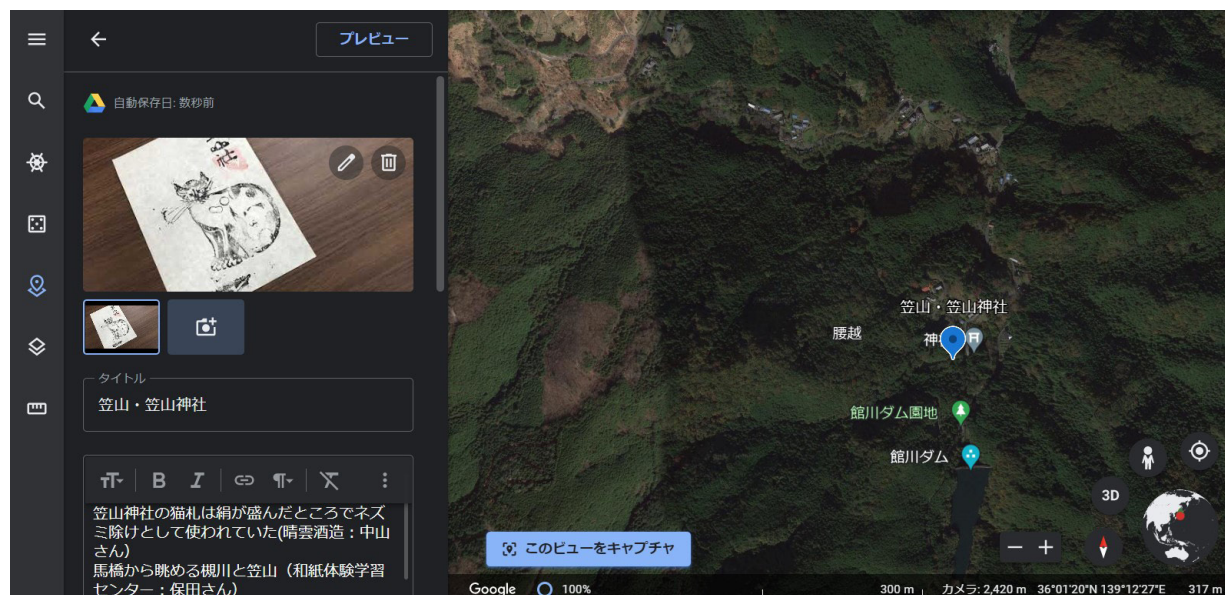 プレビュー
自動保存日: 数秒前
タイトル
笠山・笠山神社
B I
笠山神社の猫札は絹が盛んだところでネズ
ミ除けとして使われていた(晴雲酒造：中山
さん）
馬橋から眺める槻川と笠山（和紙体験学習
センター：保田さん）
笠山・笠山神社
腰越
神
館川ダム園地
館川ダム
3D
このビューをキャプチャ
Google 100% 300 m カメラ: 2,420 m 36°01'20"N 139°12'27"E 317 m